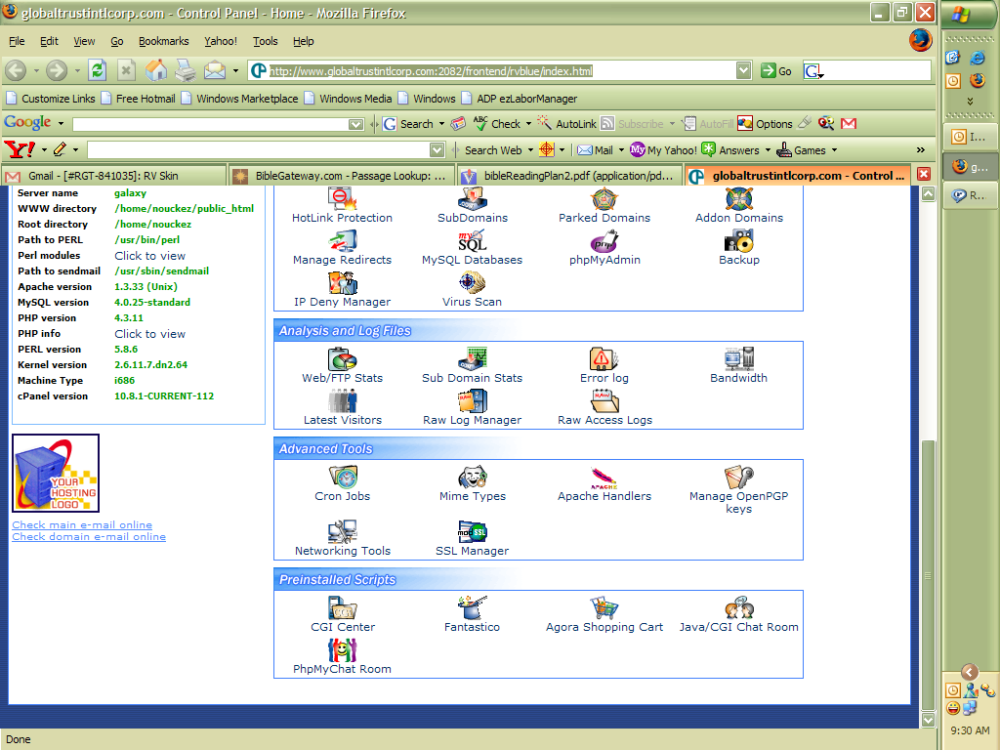 globaltrustintlcorp.com - Control Panel - Home - Mozilla Firefox
File Edit View Go Bookmarks Yahoo! Tools Help
http://www.globaltrustintlcorp.com:2082/frontend/rvblue/index.html Go G
Customize Links Free Hotmail Windows Marketplace Windows Media Windows ADP ezLaborManager
Google G Search ABC Check AutoLink Subscribe AutoFill Options
Y! Search Web Mail My My Yahoo! Answers Games »
Gmail - [#RGT-841035]: RV Skin BibleGateway.com - Passage Lookup: ... bibleReadingPlan2.pdf (application/pd... globaltrustintlcorp.com - Control ...
I...
g...
R...
Server name galaxy
WWW directory /home/nouckez/public_html
Root directory /home/nouckez
Path to PERL /usr/bin/perl
Perl modules Click to view
Path to sendmail /usr/sbin/sendmail
Apache version 1.3.33 (Unix)
MySQL version 4.0.25-standard
PHP version 4.3.11
PHP info Click to view
PERL version 5.8.6
Kernel version 2.6.11.7.dn2.64
Machine Type i686
cPanel version 10.8.1-CURRENT-112
YOUR
HOSTING
LOGO
Check main e-mail online
Check domain e-mail online
HotLink Protection SubDomains Parked Domains Addon Domains
Manage Redirects MySQL Databases phpMyAdmin Backup
IP Deny Manager Virus Scan
Analysis and Log Files
Web/FTP Stats Sub Domain Stats Error log Bandwidth
Latest Visitors Raw Log Manager Raw Access Logs
Advanced Tools
Cron Jobs Mime Types Apache Handlers Manage OpenPGP
keys
Networking Tools SSL Manager
Preinstalled Scripts
CGI Center Fantastico Agora Shopping Cart Java/CGI Chat Room
PhpMyChat Room
Done
9:30 AM